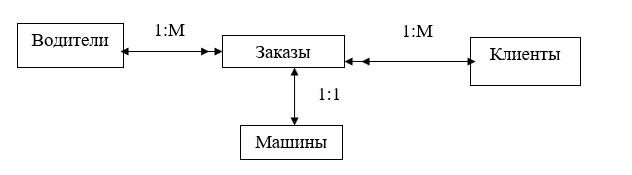 1:М
1:М
Водители
Заказы
Клиенты
1:1
Машины